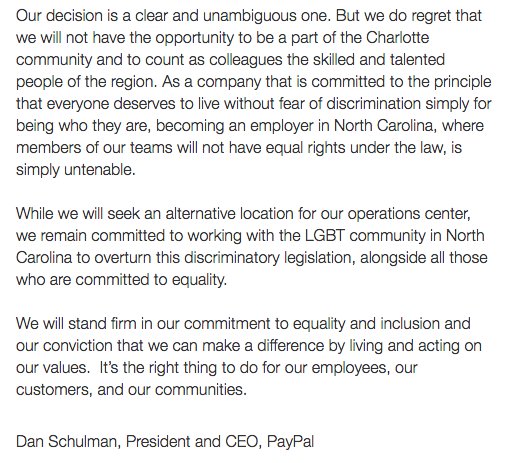 Our decision is a clear and unambiguous one. But we do regret that
we will not have the opportunity to be a part of the Charlotte
community and to count as colleagues the skilled and talented
people of the region. As a company that is committed to the principle
that everyone deserves to live without fear of discrimination simply for
being who they are, becoming an employer in North Carolina, where
members of our teams will not have equal rights under the law, is
simply untenable.
While we will seek an alternative location for our operations center,
we remain committed to working with the LGBT community in North
Carolina to overturn this discriminatory legislation, alongside all those
who are committed to equality.
We will stand firm in our commitment to equality and inclusion and
our conviction that we can make a difference by living and acting on
our values.  It’s the right thing to do for our employees, our
customers, and our communities.
Dan Schulman, President and CEO, PayPal